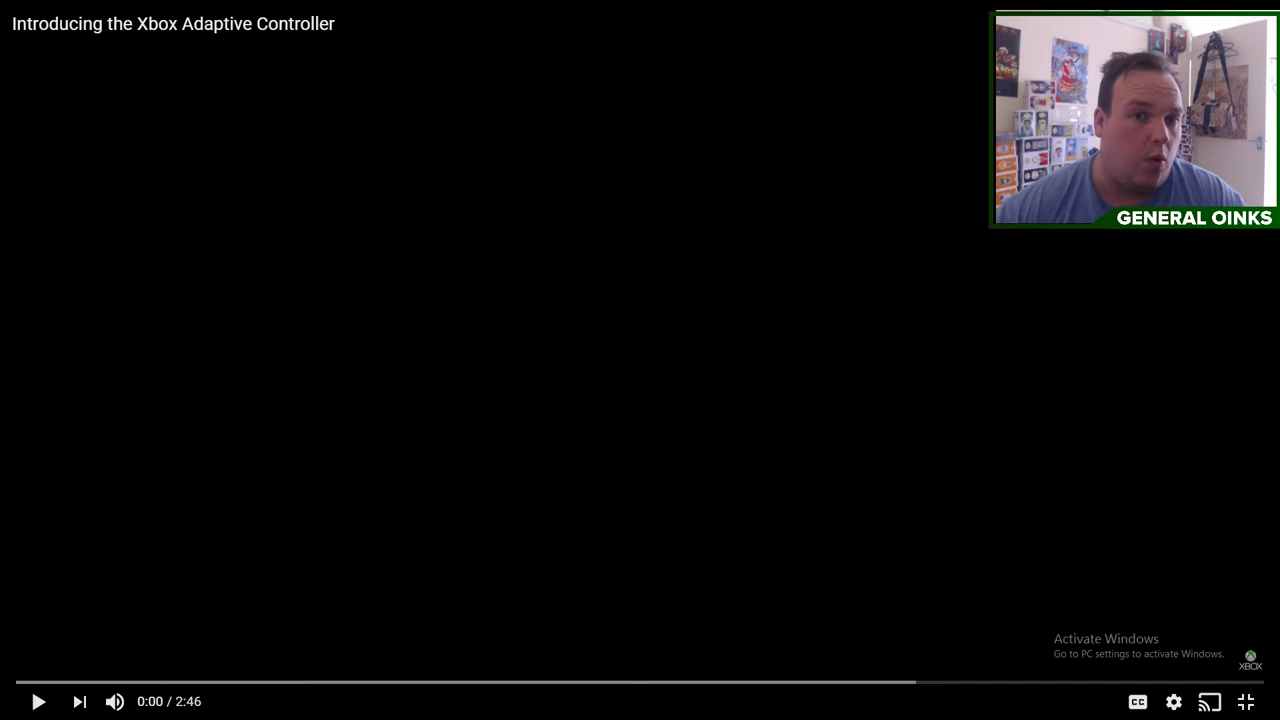 Introducing the Xbox Adaptive Controller
GENERAL OINKS
Activate Windows
Go to PC settings to activate Windows.
XBOX
0:00 / 2:46
CC